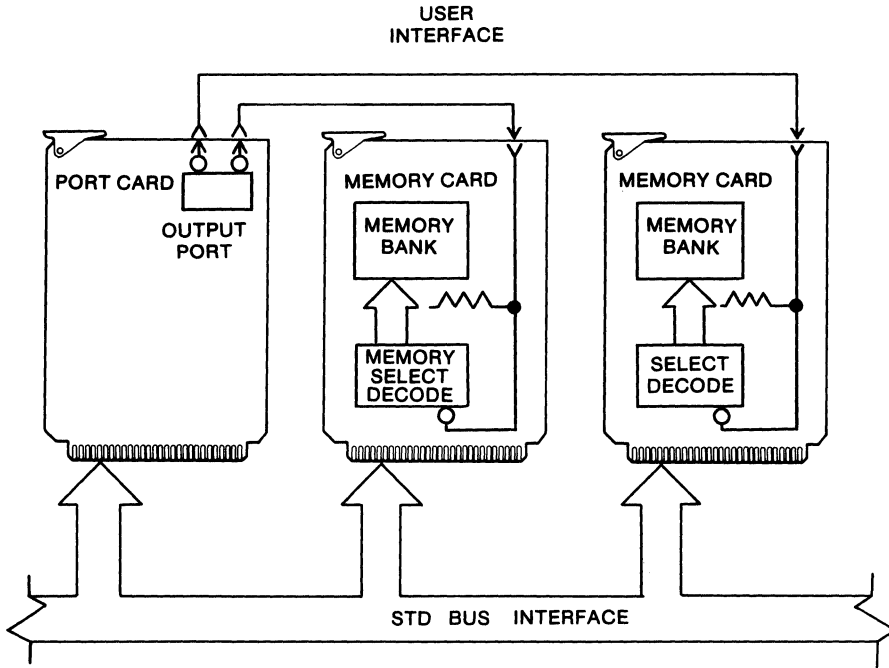 USER
INTERFACE
PORT CARD
OUTPUT
PORT
MEMORY CARD
MEMORY
BANK
MEMORY
SELECT
DECODE
MEMORY CARD
MEMORY
BANK
SELECT
DECODE
STD BUS INTERFACE